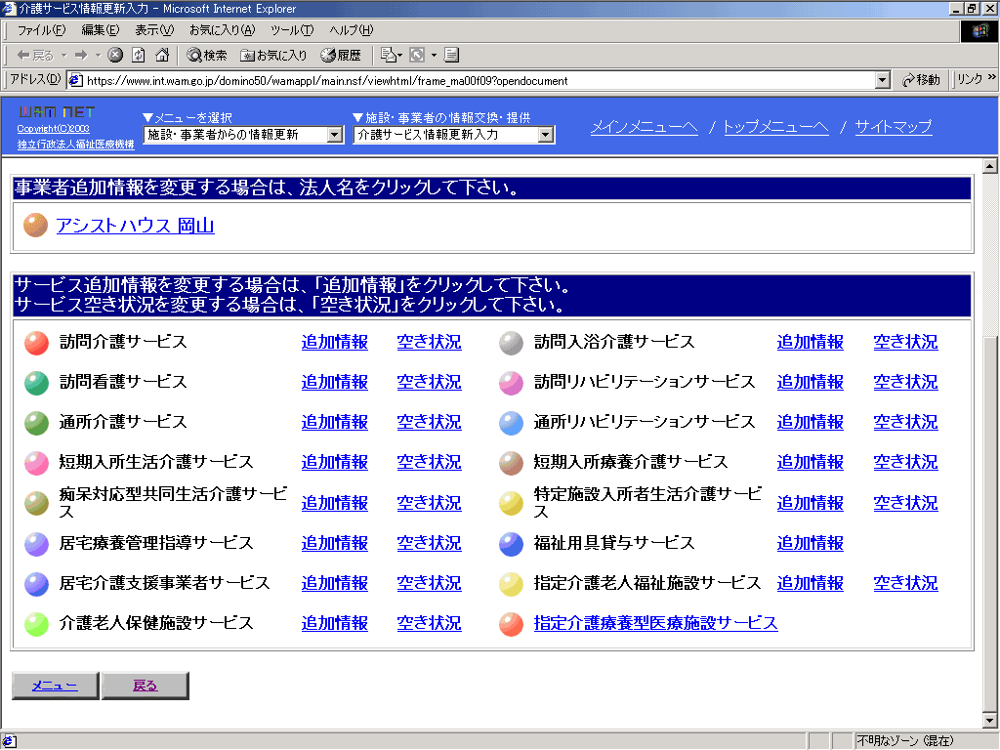 介護サービス情報更新入力 - Microsoft Internet Explorer
ファイル(F) 編集(E) 表示(V) お気に入り(A) ツール(T) ヘルプ(H)
戻る 検索 お気に入り 履歴
アドレス(D) https://www.int.wam.go.jp/domino50/wamappl/main.nsf/viewhtml/frame_ma00f09?opendocument 移動 リンク »
WAM NET
Copyright(C)2003
独立行政法人福祉医療機構
▼メニューを選択
施設・事業者からの情報更新
▼施設・事業者の情報交換・提供
介護サービス情報更新入力
メインメニューへ / トップメニューへ / サイトマップ
事業者追加情報を変更する場合は、法人名をクリックして下さい。
アシストハウス 岡山
サービス追加情報を変更する場合は、「追加情報」をクリックして下さい。
サービス空き状況を変更する場合は、「空き状況」をクリックして下さい。
訪問介護サービス 追加情報 空き状況 訪問入浴介護サービス 追加情報 空き状況
訪問看護サービス 追加情報 空き状況 訪問リハビリテーションサービス 追加情報 空き状況
通所介護サービス 追加情報 空き状況 通所リハビリテーションサービス 追加情報 空き状況
短期入所生活介護サービス 追加情報 空き状況 短期入所療養介護サービス 追加情報 空き状況
痴呆対応型共同生活介護サービ
ス 追加情報 空き状況
特定施設入所者生活介護サービ
ス 追加情報 空き状況
居宅療養管理指導サービス 追加情報 空き状況 福祉用具貸与サービス 追加情報
居宅介護支援事業者サービス 追加情報 空き状況 指定介護老人福祉施設サービス 追加情報 空き状況
介護老人保健施設サービス 追加情報 空き状況 指定介護療養型医療施設サービス
メニュー 戻る
不明なゾーン (混在)